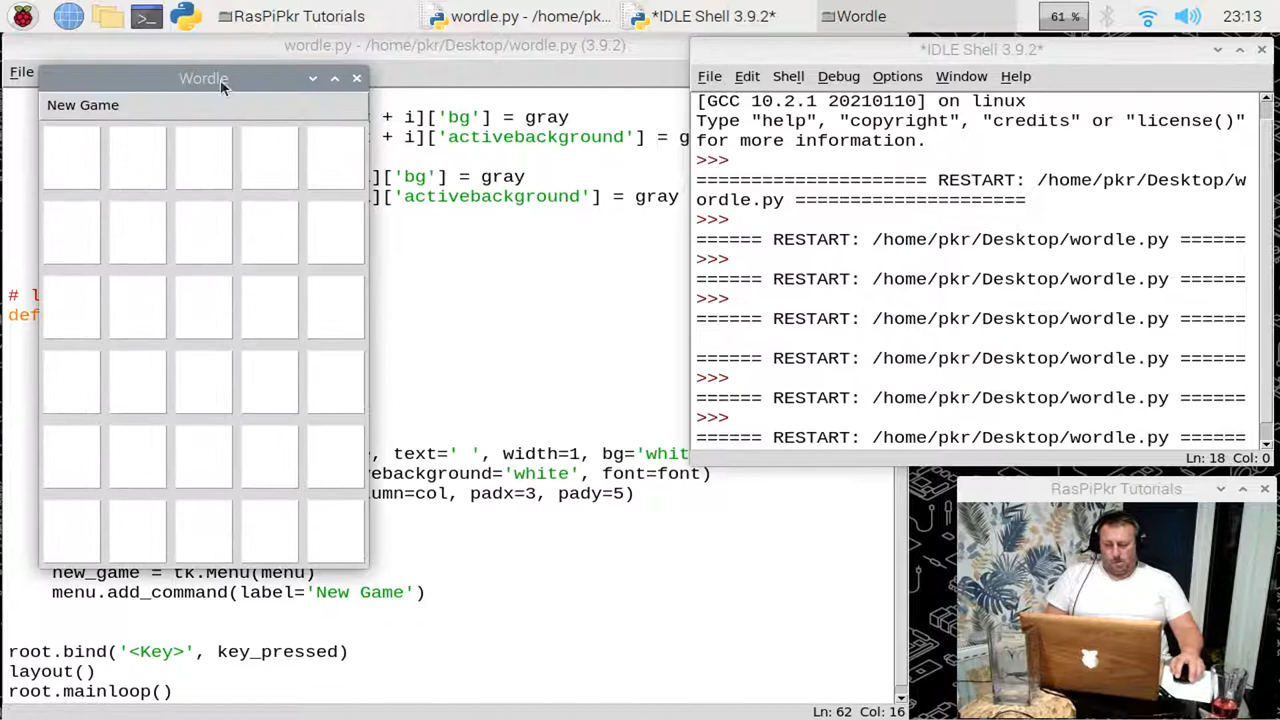 RasPiPkr Tutorials
wordle.py - /home/pk...
*IDLE Shell 3.9.2*
Wordle
61 %
23:13
wordle.py - /home/pkr/Desktop/wordle.py (3.9.2)
File
Wordle
New Game
+ i]['bg'] = gray
+ i]['activebackground'] = g
]['bg'] = gray
]['activebackground'] = gray
# l
def
, text=' ', width=1, bg='whit
ebackground='white', font=font)
umn=col, padx=3, pady=5)
new_game = tk.Menu(menu)
menu.add_command(label='New Game')
root.bind('<Key>', key_pressed)
layout()
root.mainloop()
Ln: 62 Col: 16
*IDLE Shell 3.9.2*
File Edit Shell Debug Options Window Help
[GCC 10.2.1 20210110] on linux
Type "help", "copyright", "credits" or "license()"
for more information.
>>>
==================== RESTART: /home/pkr/Desktop/w
ordle.py ====================
>>>
====== RESTART: /home/pkr/Desktop/wordle.py ======
>>>
====== RESTART: /home/pkr/Desktop/wordle.py ======
>>>
====== RESTART: /home/pkr/Desktop/wordle.py ======
====== RESTART: /home/pkr/Desktop/wordle.py ======
>>>
====== RESTART: /home/pkr/Desktop/wordle.py ======
>>>
====== RESTART: /home/pkr/Desktop/wordle.py ======
Ln: 18 Col: 0
RasPiPkr Tutorials